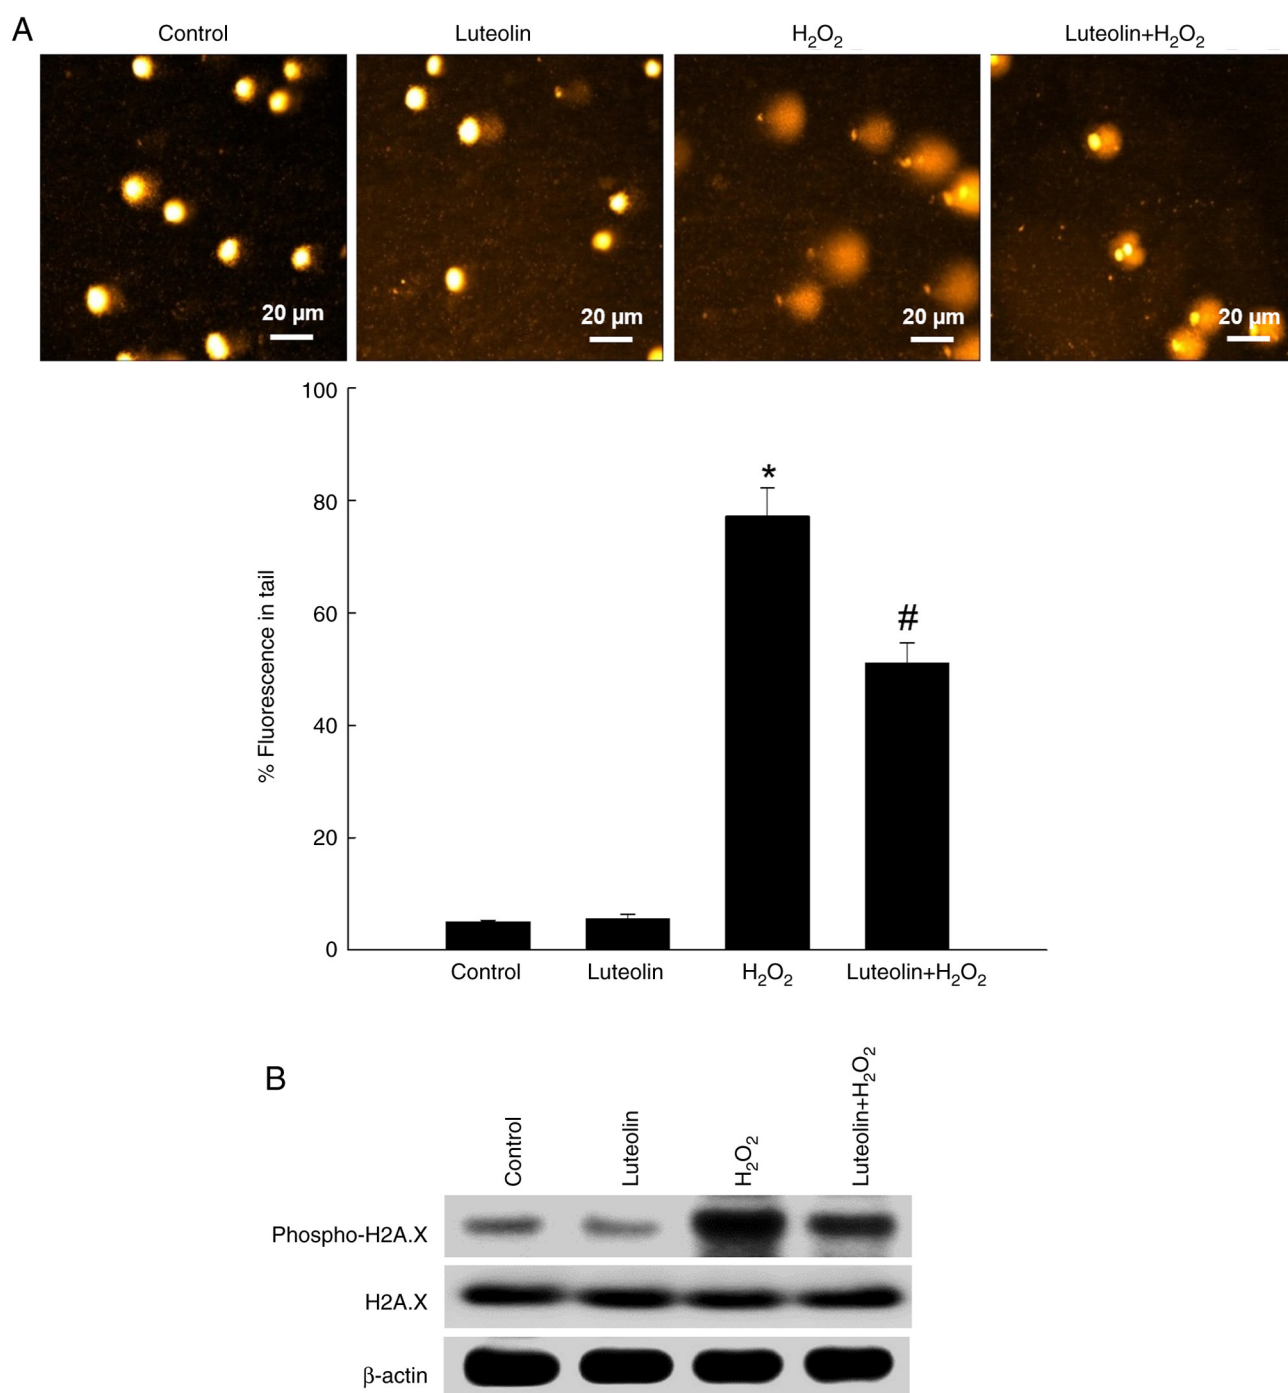 A
Control Luteolin H₂O₂ Luteolin+H₂O₂
20 μm 20 μm 20 μm 20 μm
100
80
60
40
20
0
% Fluorescence in tail
*
#
Control Luteolin H₂O₂ Luteolin+H₂O₂
B
Control Luteolin H₂O₂ Luteolin+H₂O₂
Phospho-H2A.X
H2A.X
β-actin